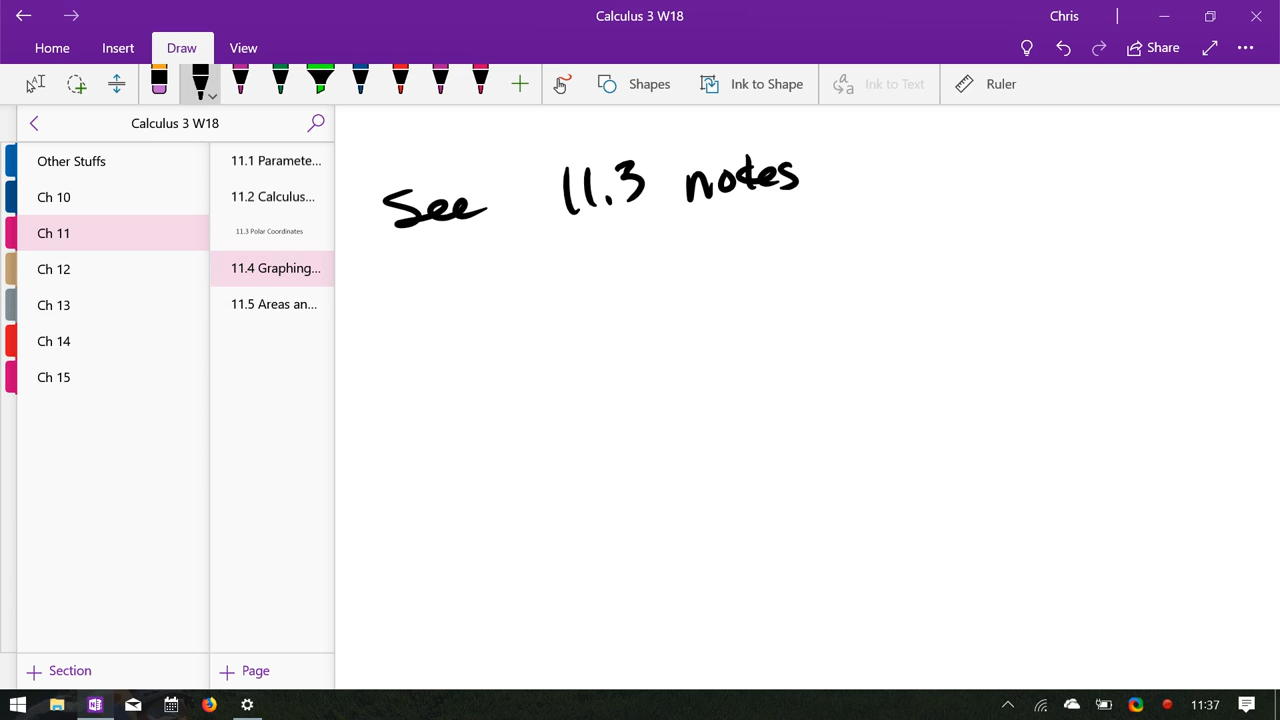 Calculus 3 W18
Chris
Home Insert Draw View
Share
Shapes Ink to Shape Ink to Text Ruler
Calculus 3 W18
Other Stuffs
Ch 10
Ch 11
Ch 12
Ch 13
Ch 14
Ch 15
11.1 Paramete...
11.2 Calculus...
11.3 Polar Coordinates
11.4 Graphing...
11.5 Areas an...
See 11.3 notes
+ Section
+ Page
11:37